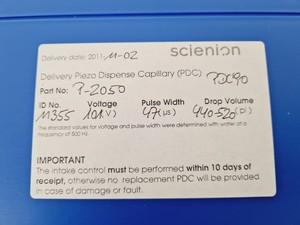 scienion
Delivery date: 2011-11-02
Delivery Piezo Dispense Capillary (PDC) PDC90
Part No: P-2050
ID No. Voltage Pulse Width Drop Volume
M355 101(V) 47(µs) 440-520(pl)
The standard values for voltage and pulse width were determined with water at a
frequency of 500 Hz.
IMPORTANT
The intake control must be performed within 10 days of
receipt, otherwise no replacement PDC will be provided
in case of damage or fault.